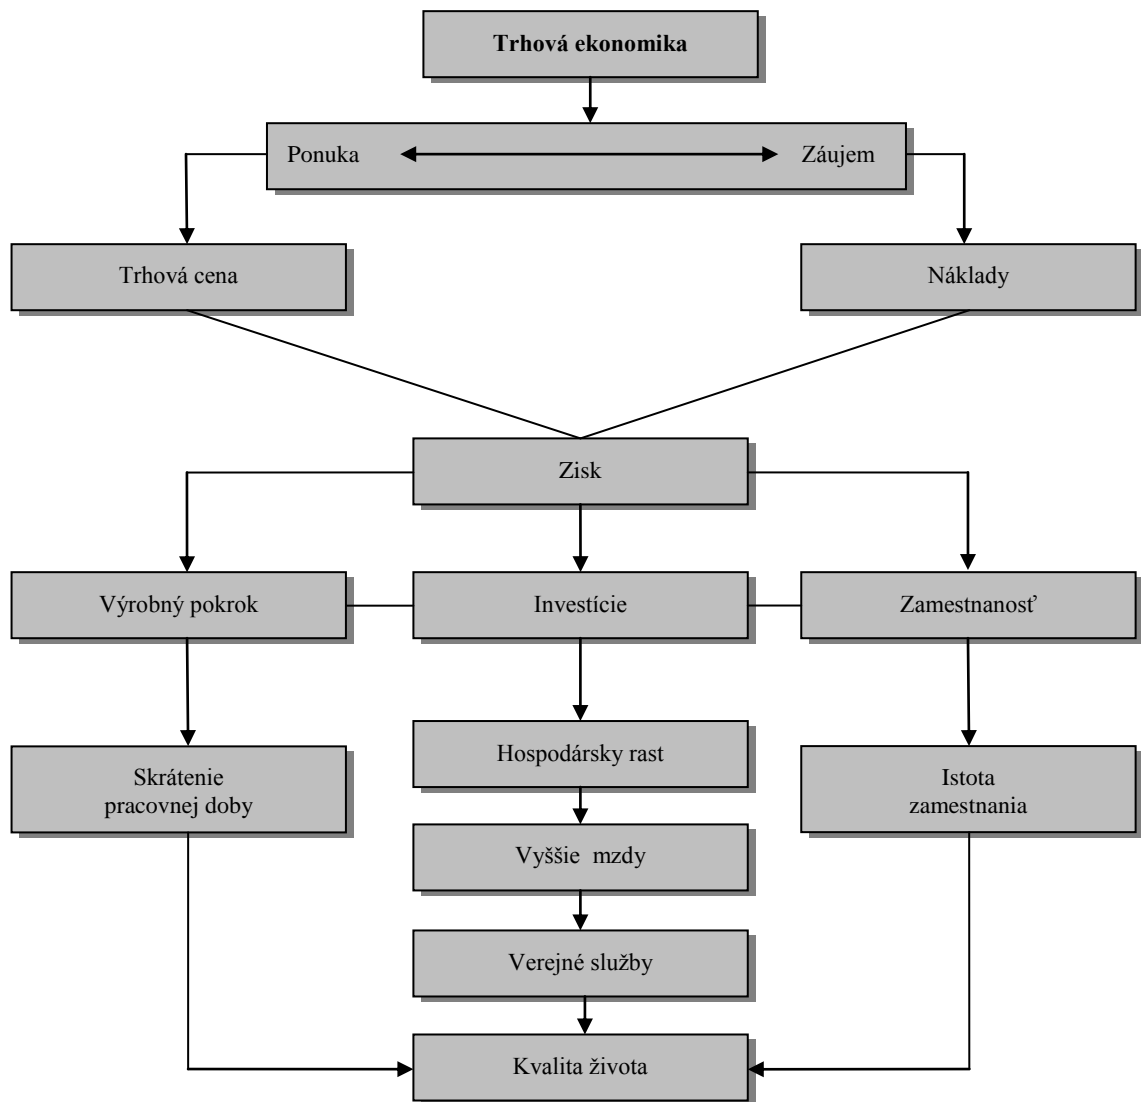 Trhová ekonomika
Ponuka Záujem
Trhová cena
Náklady
Zisk
Výrobný pokrok
Investície
Zamestnanosť
Hospodársky rast
Skrátenie
pracovnej doby
Istota
zamestnania
Vyššie mzdy
Verejné služby
Kvalita života